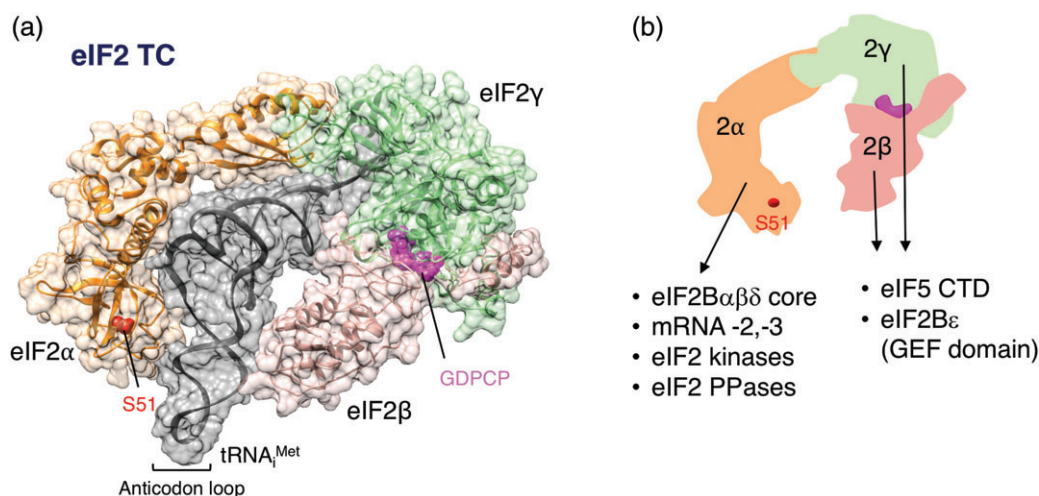 (a)
eIF2 TC
eIF2γ
eIF2α
S51
GDPCP
eIF2β
tRNAᵢᴹᵉᵗ
Anticodon loop
(b)
2γ
2α
2β
S51
• eIF2Bαβδ core
• mRNA -2,-3
• eIF2 kinases
• eIF2 PPases
• eIF5 CTD
• eIF2Bε
(GEF domain)